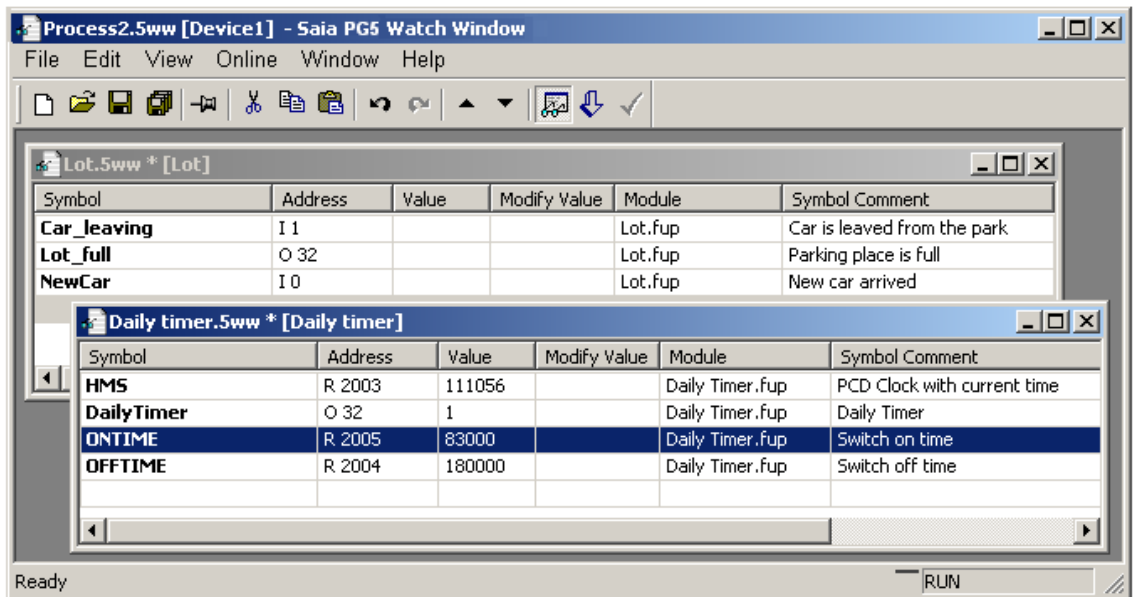 Process2.5ww [Device1] - Saia PG5 Watch Window
File Edit View Online Window Help
Lot.5ww * [Lot]
Symbol Address Value Modify Value Module Symbol Comment
Car_leaving I 1 Lot.fup Car is leaved from the park
Lot_full O 32 Lot.fup Parking place is full
NewCar I 0 Lot.fup New car arrived
Daily timer.5ww * [Daily timer]
Symbol Address Value Modify Value Module Symbol Comment
HMS R 2003 111056 Daily Timer.fup PCD Clock with current time
DailyTimer O 32 1 Daily Timer.fup Daily Timer
ONTIME R 2005 83000 Daily Timer.fup Switch on time
OFFTIME R 2004 180000 Daily Timer.fup Switch off time
Ready RUN